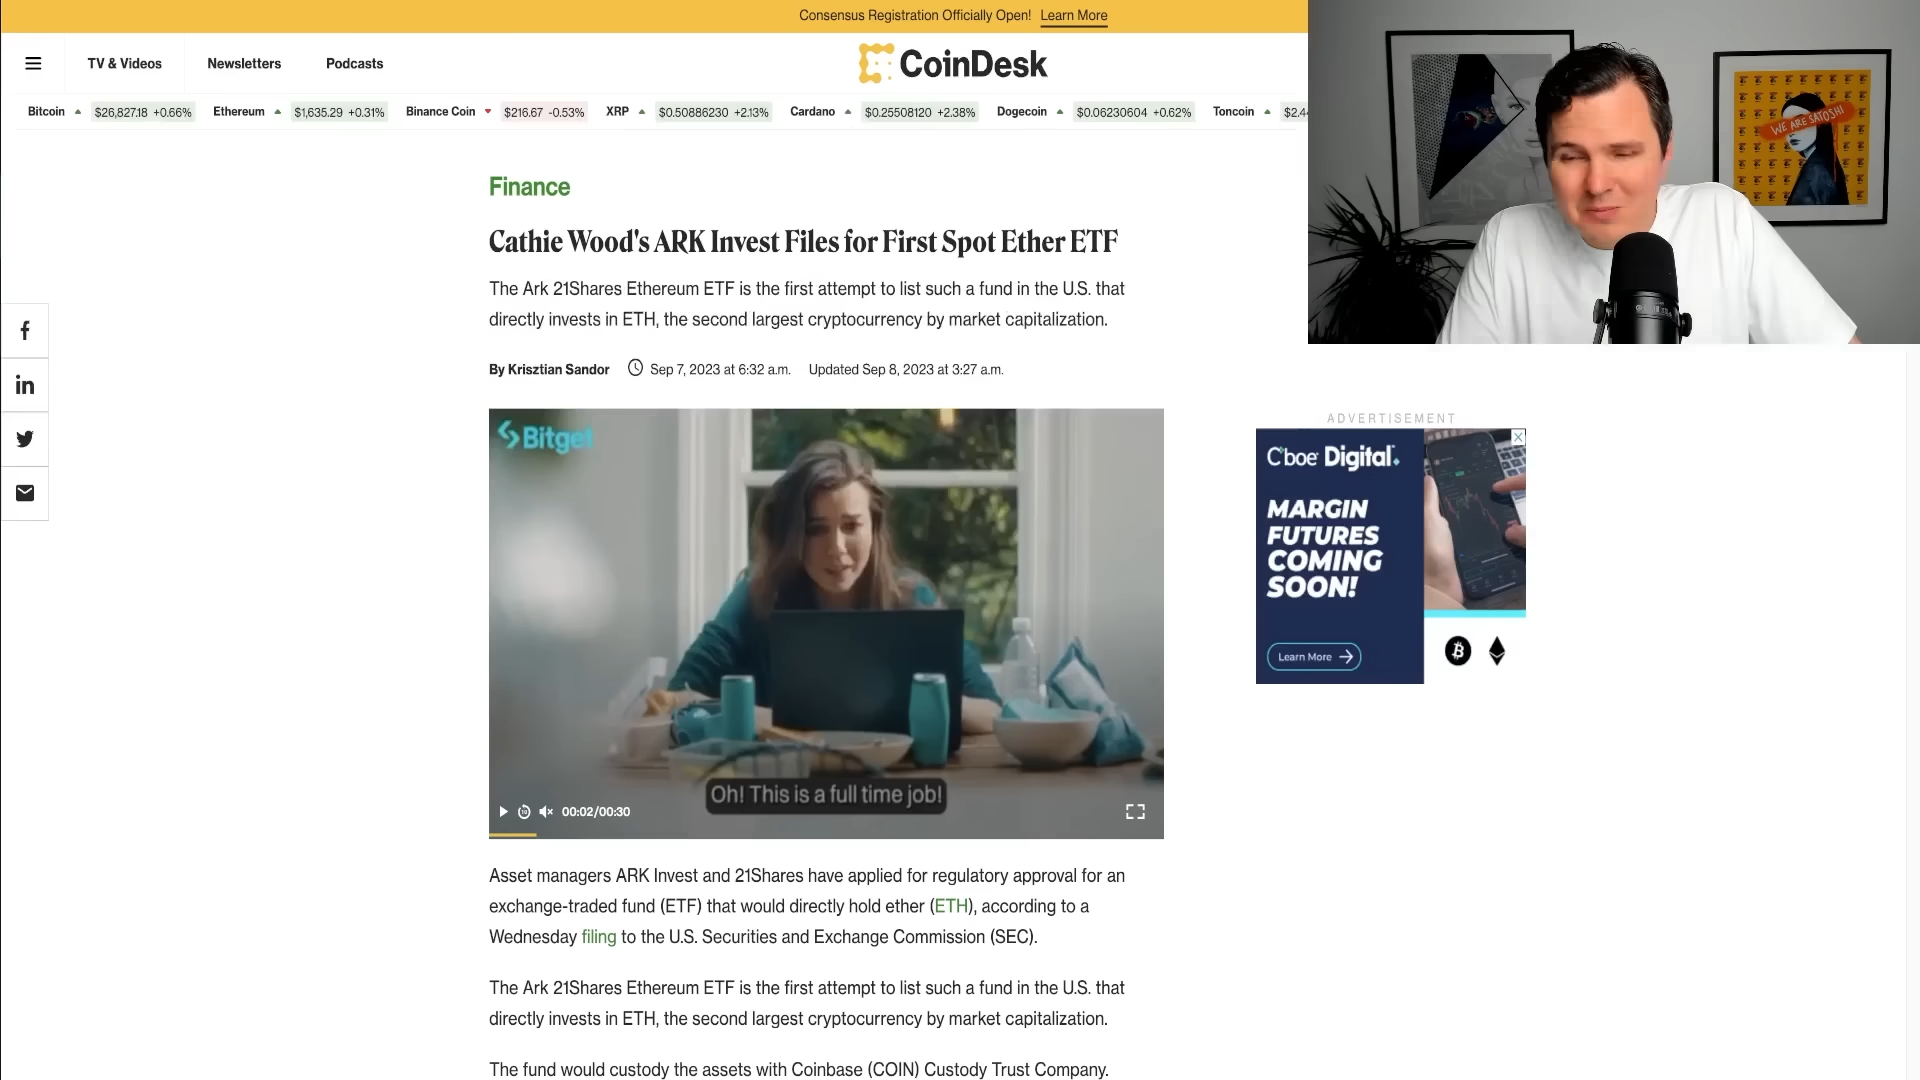 Consensus Registration Officially Open! Learn More
TV & Videos Newsletters Podcasts
CoinDesk
Bitcoin $26,827.18 +0.66% Ethereum $1,635.29 +0.31% Binance Coin $216.67 -0.53% XRP $0.50886230 +2.13% Cardano $0.25508120 +2.38% Dogecoin $0.06230604 +0.62% Toncoin $2.4
WE ARE SATOSHI
Finance
Cathie Wood's ARK Invest Files for First Spot Ether ETF
The Ark 21Shares Ethereum ETF is the first attempt to list such a fund in the U.S. that
directly invests in ETH, the second largest cryptocurrency by market capitalization.
By Krisztian Sandor Sep 7, 2023 at 6:32 a.m. Updated Sep 8, 2023 at 3:27 a.m.
Bitget
Oh! This is a full time job!
00:02/00:30
ADVERTISEMENT
Cboe Digital
MARGIN
FUTURES
COMING
SOON!
Learn More
Asset managers ARK Invest and 21Shares have applied for regulatory approval for an
exchange-traded fund (ETF) that would directly hold ether (ETH), according to a
Wednesday filing to the U.S. Securities and Exchange Commission (SEC).
The Ark 21Shares Ethereum ETF is the first attempt to list such a fund in the U.S. that
directly invests in ETH, the second largest cryptocurrency by market capitalization.
The fund would custody the assets with Coinbase (COIN) Custody Trust Company.